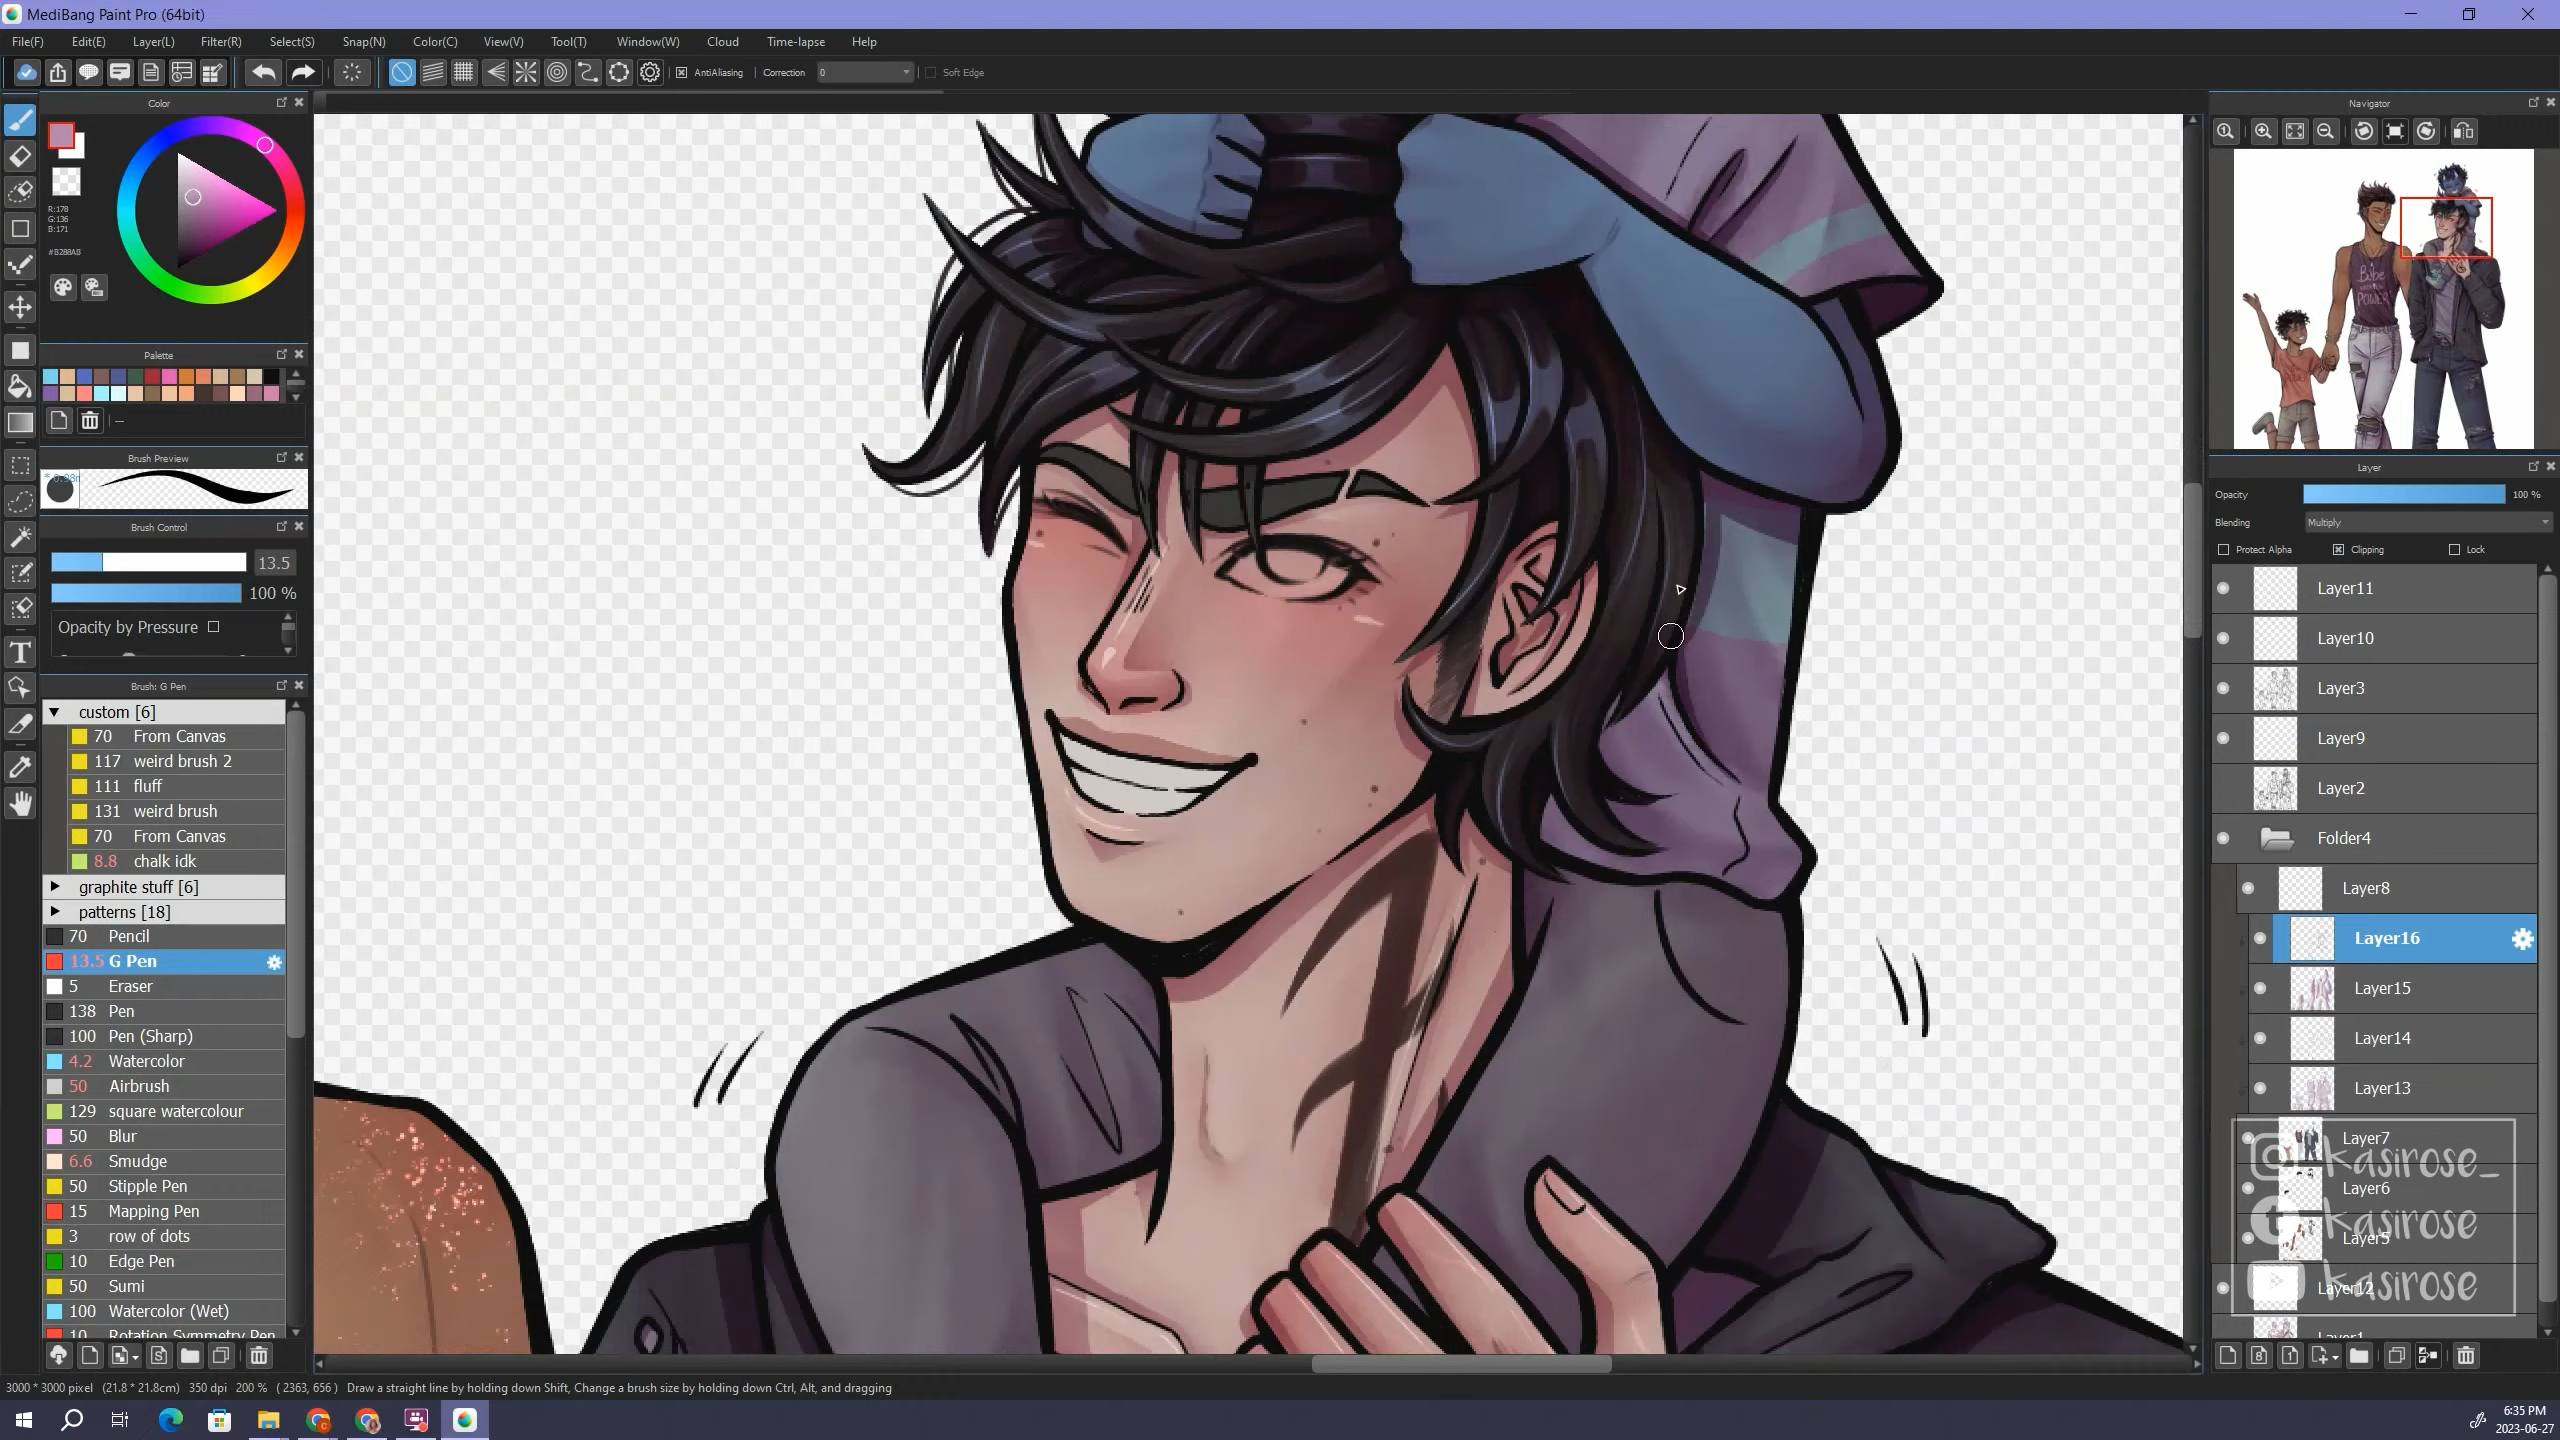 MediBang Paint Pro (64bit)
File(F) Edit(E) Layer(L) Filter(R) Select(S) Snap(N) Color(C) View(V) Tool(T) Window(W) Cloud Time-lapse Help
AntiAliasing Correction 0 Soft Edge
Color
R:178
G:136
B:171
#B288AB
Palette
--
Brush Preview
Brush Control
13.5
100 %
Opacity by Pressure
Brush: G Pen
custom [6]
70 From Canvas
117 weird brush 2
111 fluff
131 weird brush
70 From Canvas
8.8 chalk idk
graphite stuff [6]
patterns [18]
70 Pencil
13.5 G Pen
5 Eraser
138 Pen
100 Pen (Sharp)
4.2 Watercolor
50 Airbrush
129 square watercolour
50 Blur
6.6 Smudge
50 Stipple Pen
15 Mapping Pen
3 row of dots
10 Edge Pen
50 Sumi
100 Watercolor (Wet)
10 Rotation Symmetry Pen
Navigator
Babe
POWER
Layer
Opacity 100 %
Blending Multiply
Protect Alpha Clipping Lock
Layer11
Layer10
Layer3
Layer9
Layer2
Folder4
Layer8
Layer16
Layer15
Layer14
Layer13
Layer7
kasirose_
Layer6
kasirose
Layer5
kasirose
Layer12
Layer1
3000 * 3000 pixel (21.8 * 21.8cm) 350 dpi 200 % ( 2363, 656 ) Draw a straight line by holding down Shift, Change a brush size by holding down Ctrl, Alt, and dragging
6:35 PM
2023-06-27